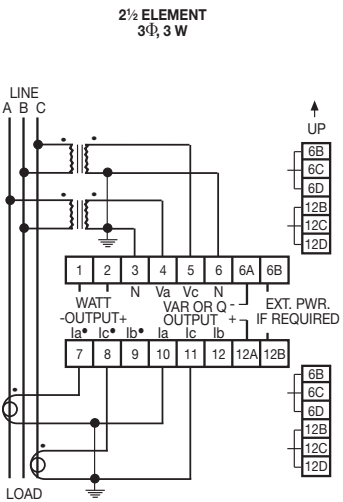 2½ ELEMENT
3Φ, 3 W
LINE
A B C
UP
6B
6C
6D
12B
12C
12D
1 2 3 4 5 6 6A 6B
N Va Vc N
WATT
-OUTPUT+
VAR OR Q -
OUTPUT +
EXT. PWR.
IF REQUIRED
Ia• Ic• Ib• Ia Ic Ib
7 8 9 10 11 12 12A 12B
6B
6C
6D
12B
12C
12D
LOAD